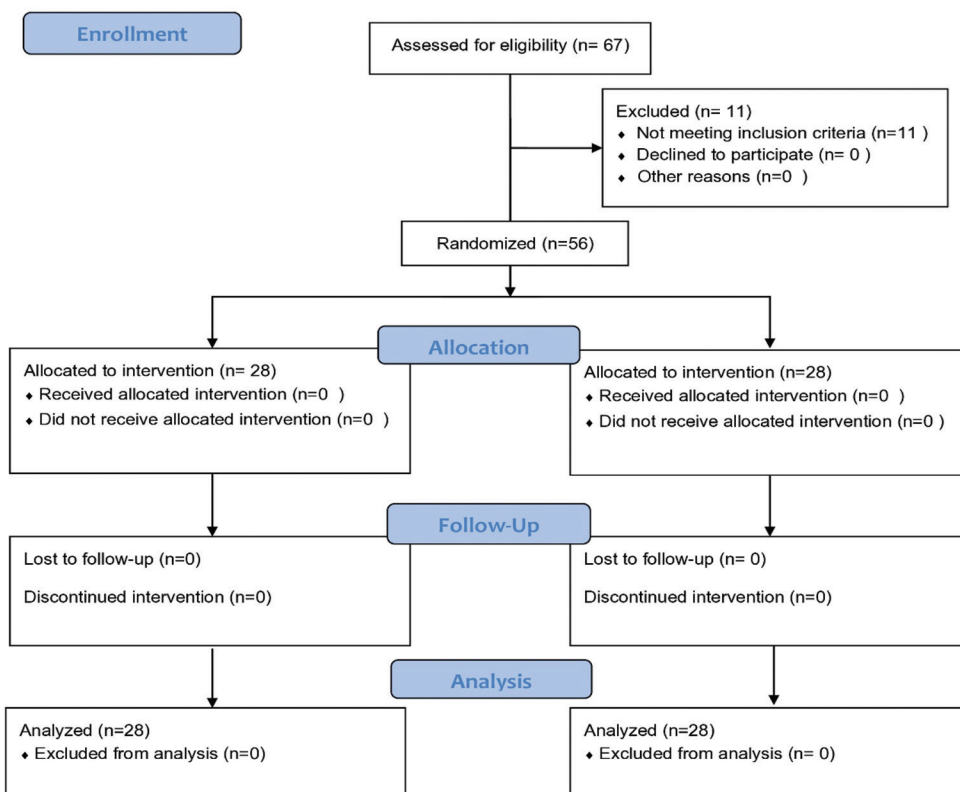 Enrollment
Assessed for eligibility (n= 67)
Excluded (n= 11)
♦ Not meeting inclusion criteria (n=11 )
♦ Declined to participate (n= 0 )
♦ Other reasons (n=0 )
Randomized (n=56)
Allocation
Allocated to intervention (n= 28)
♦ Received allocated intervention (n=0 )
♦ Did not receive allocated intervention (n=0 )
Allocated to intervention (n=28)
♦ Received allocated intervention (n=0 )
♦ Did not receive allocated intervention (n=0 )
Follow-Up
Lost to follow-up (n=0)
Discontinued intervention (n=0)
Lost to follow-up (n= 0)
Discontinued intervention (n=0)
Analysis
Analyzed (n=28)
♦ Excluded from analysis (n=0)
Analyzed (n=28)
♦ Excluded from analysis (n= 0)